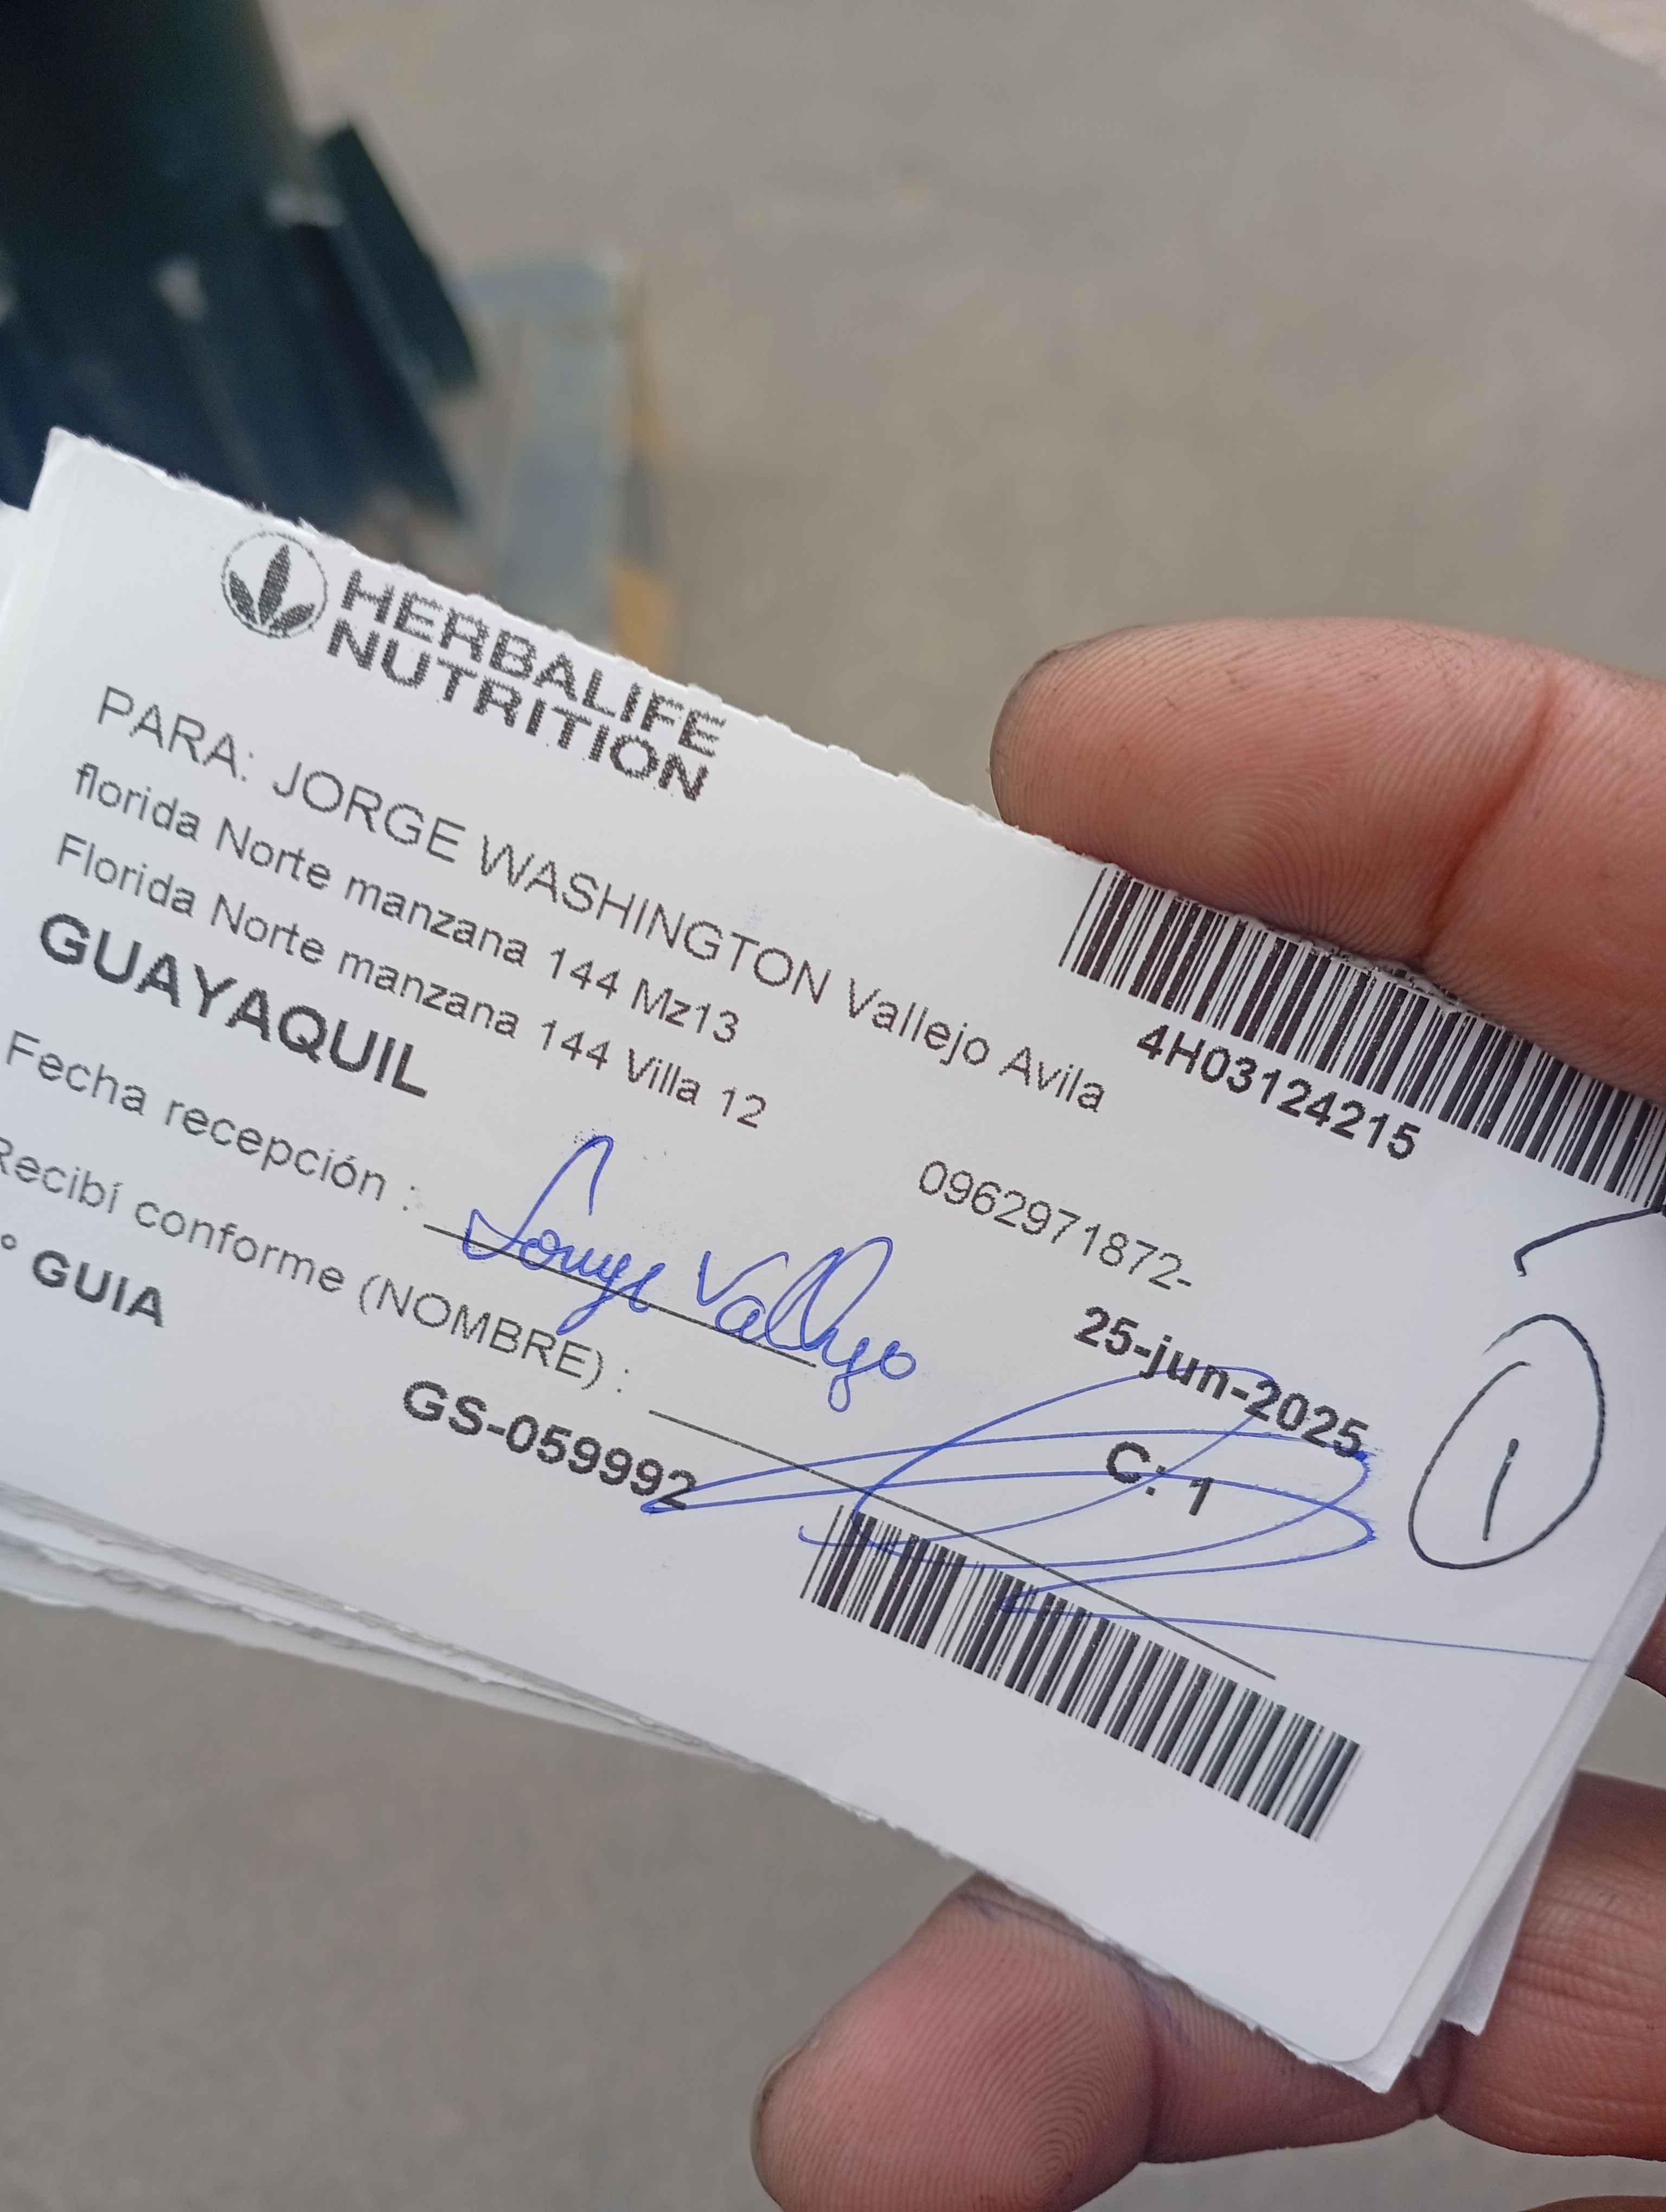 HERBALIFE
NUTRITION
4H03124215
PARA: JORGE WASHINGTON Vallejo Avila
florida Norte manzana 144 Mz13
Florida Norte manzana 144 Villa 12
GUAYAQUIL
0962971872-
Fecha recepción :
Jorge Vallejo
25-jun-2025
Recibí conforme (NOMBRE) :
C: 1
1
° GUIA
GS-059992